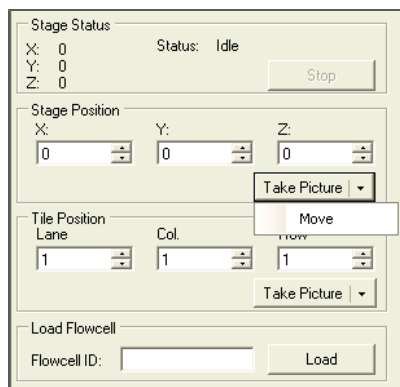 Stage Status
X: 0 Status: Idle
Y: 0
Z: 0
Stop
Stage Position
X: Y: Z:
0 0 0
Take Picture
Move
Tile Position
Lane Col.
1 1 1
Take Picture
Load Flowcell
Flowcell ID: Load